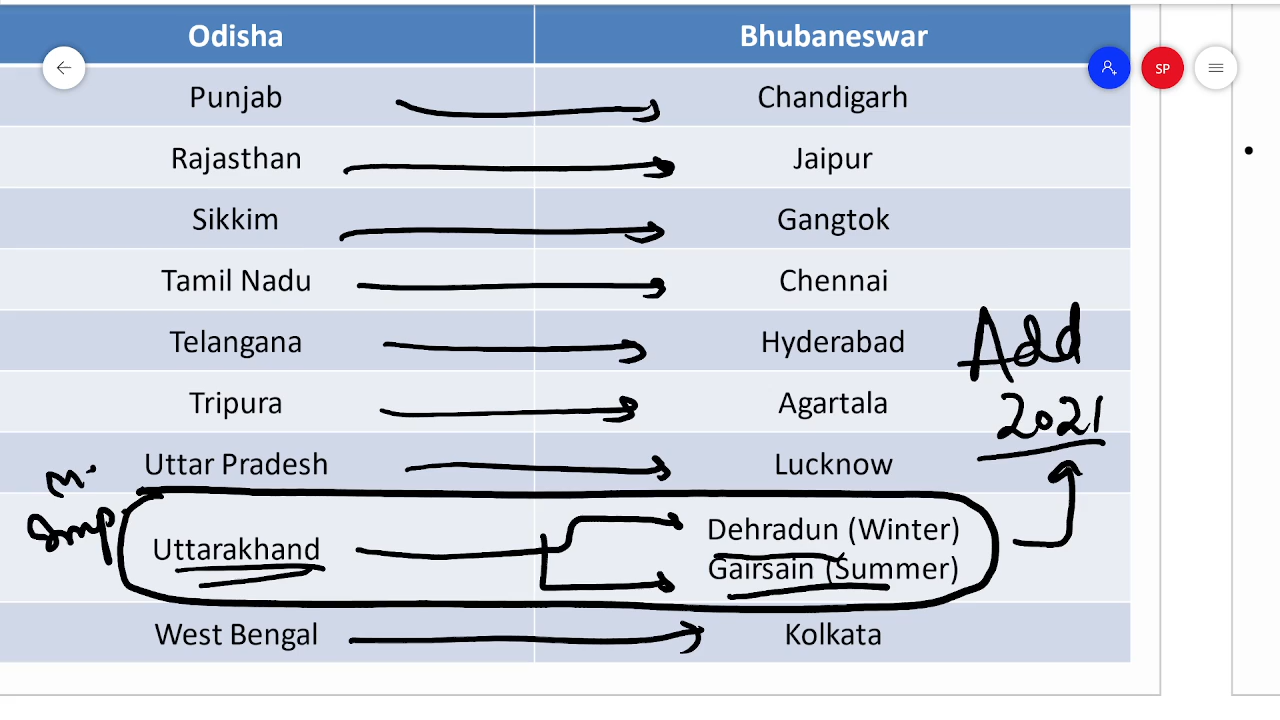 Odisha Bhubaneswar
SP
Punjab Chandigarh
Rajasthan Jaipur
Sikkim Gangtok
Tamil Nadu Chennai
Telangana Hyderabad
Add
Tripura Agartala
2021
Uttar Pradesh Lucknow
M.
Imp
Uttarakhand
Dehradun (Winter)
Gairsain (Summer)
West Bengal Kolkata